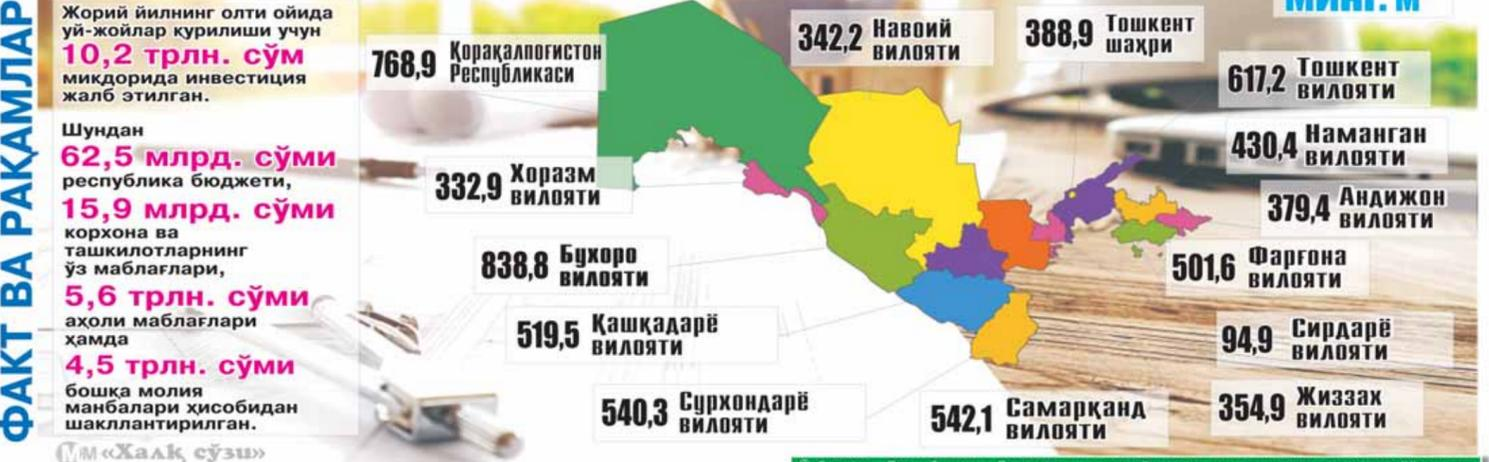 ФАКТ ВА РАҚАМЛАР
Жорий йилнинг олти ойида
уй-жойлар қурилиши учун
10,2 трлн. сўм
микдорида инвестиция
жалб этилган.
Шундан
62,5 млрд. сўми
республика бюджети,
15,9 млрд. сўми
корхона ва
ташкилотларнинг
ўз маблағлари,
5,6 трлн. сўми
аҳоли маблағлари
ҳамда
4,5 трлн. сўми
бошқа молия
манбалари ҳисобидан
шакллантирилган.
«Халқ сўзи»
МИНГ. М
768,9 Қорақалпоғистон
Республикаси
342,2 Навоий
вилояти
388,9 Тошкент
шаҳри
617,2 Тошкент
вилояти
430,4 Наманган
вилояти
332,9 Хоразм
вилояти
379,4 Андижон
вилояти
838,8 Бухоро
вилояти
501,6 Фарғона
вилояти
519,5 Қашқадарё
вилояти
94,9 Сирдарё
вилояти
540,3 Сурхондарё
вилояти
542,1 Самарқанд
вилояти
354,9 Жиззах
вилояти